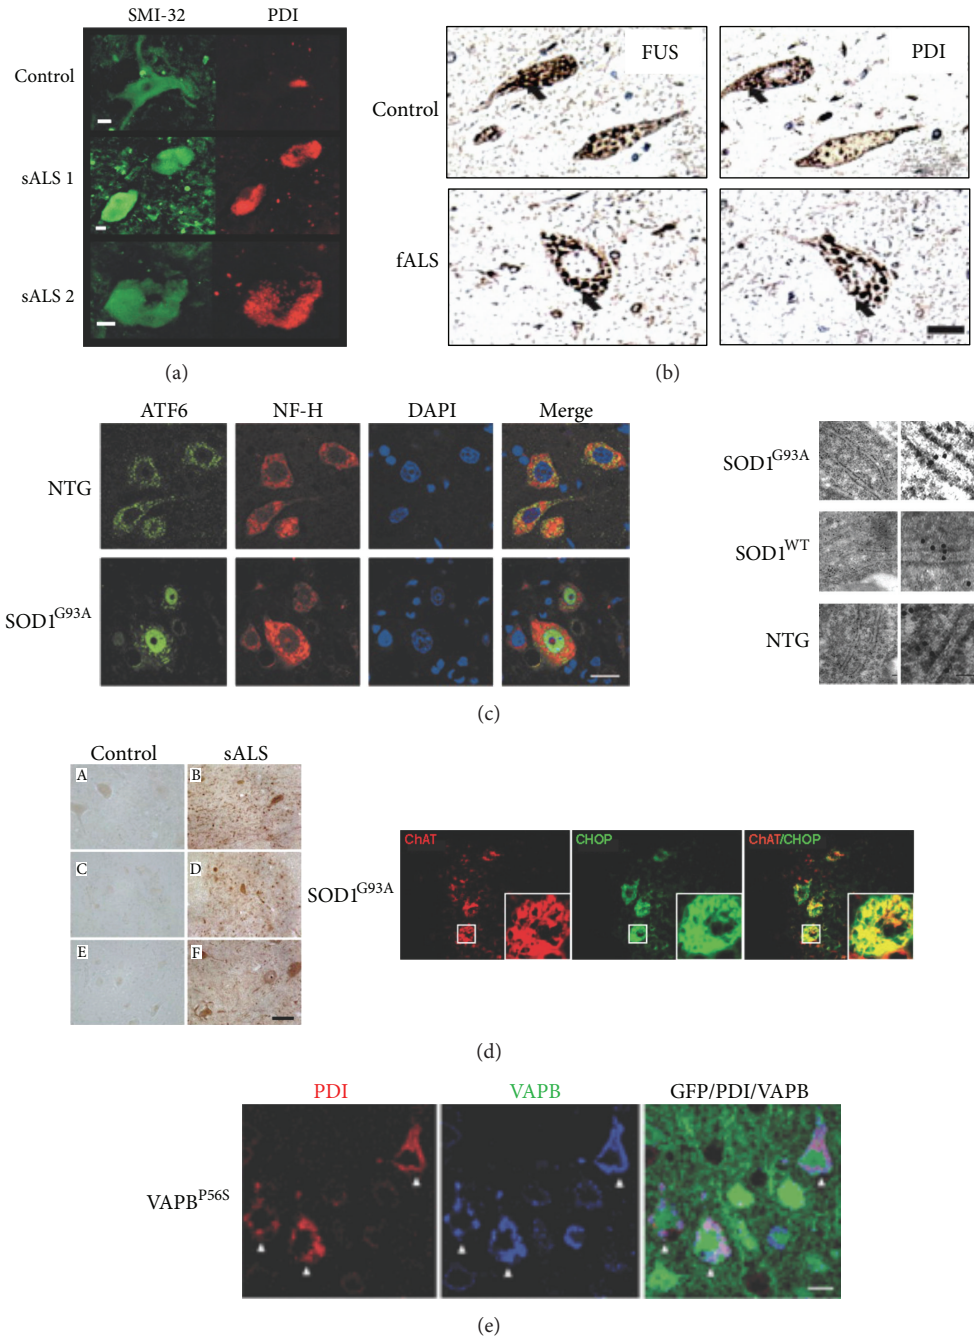 SMI-32 PDI
Control
sALS 1
sALS 2
(a)
FUS PDI
Control
fALS
(b)
ATF6 NF-H DAPI Merge
NTG
SOD1G93A
SOD1G93A
SOD1WT
NTG
(c)
Control sALS
A B
C D
E F
SOD1G93A
ChAT CHOP ChAT/CHOP
(d)
PDI VAPB GFP/PDI/VAPB
VAPBP56S
(e)